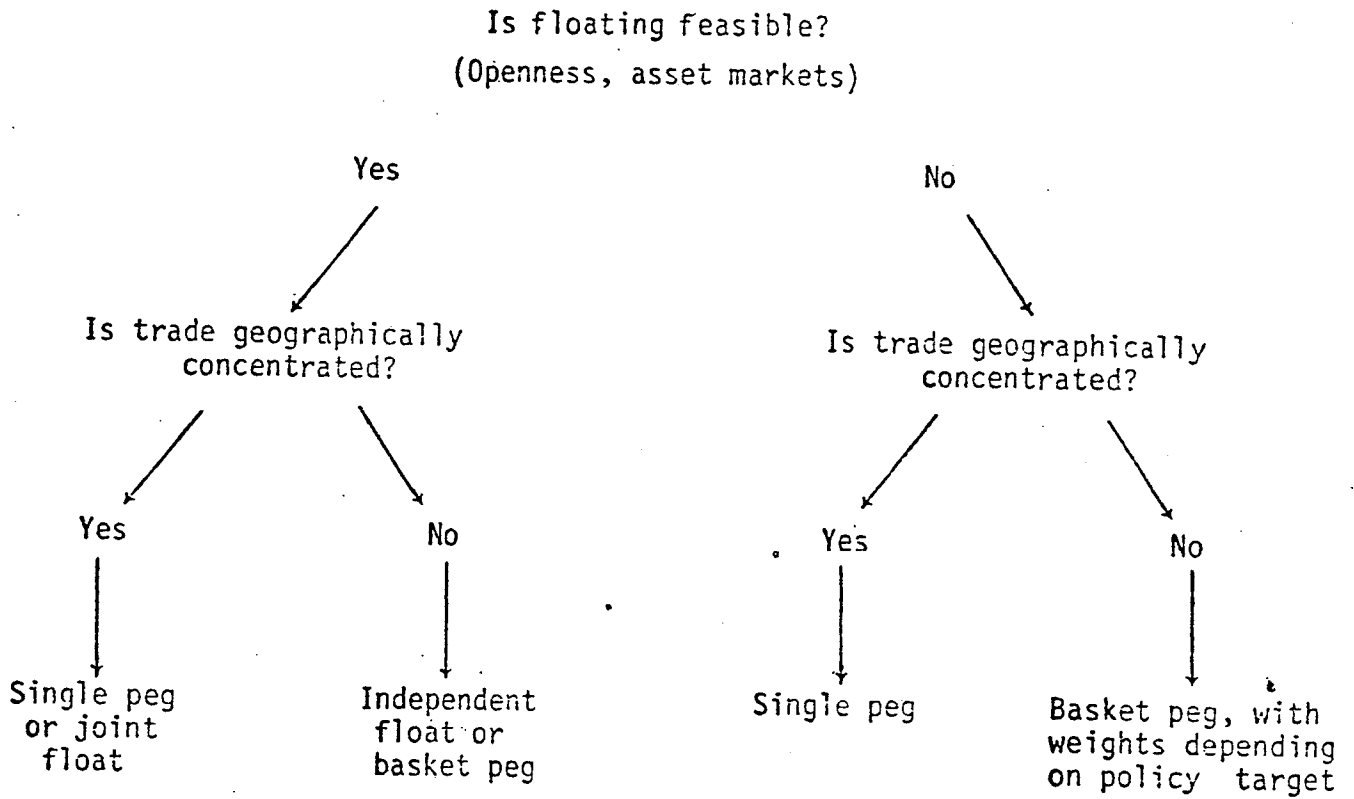 Is floating feasible?
(Openness, asset markets)
Yes
No
Is trade geographically
concentrated?
Is trade geographically
concentrated?
Yes
No
Yes
No
Single peg
or joint
float
Independent
float or
basket peg
Single peg
Basket peg, with
weights depending
on policy target